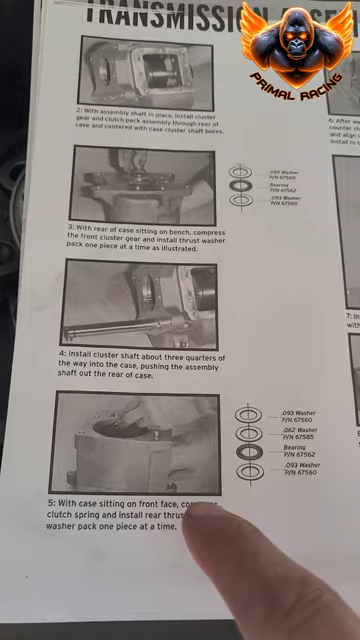 TRANSMISSION
PRIMAL RACING
2: With assembly shaft in place, install cluster
gear and clutch pack assembly through rear of
case and centered with case cluster shaft bores.
.093 Washer
P/N 67560
Bearing
P/N 67562
.093 Washer
P/N 67560
3: With rear of case sitting on bench, compress
the front cluster gear and install thrust washer
pack one piece at a time as illustrated.
4: Install cluster shaft about three quarters of
the way into the case, pushing the assembly
shaft out the rear of case.
.093 Washer
P/N 67560
.062 Washer
P/N 67585
Bearing
P/N 67562
.093 Washer
P/N 67560
5: With case sitting on front face,
clutch spring and install rear
washer pack one piece at a time.
6: After
counter
and align
install to
7:
with